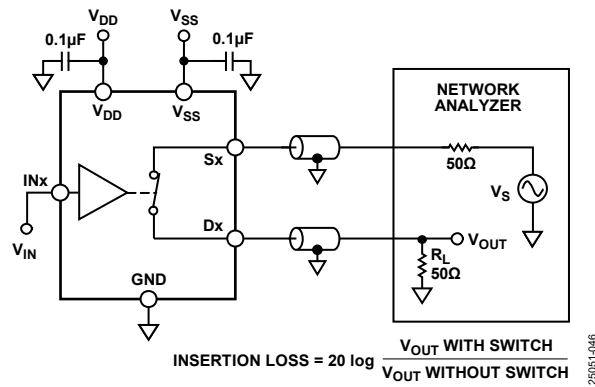 VDD
VSS
0.1µF
0.1µF
VDD
VSS
NETWORK
ANALYZER
Sx
50Ω
INx
VS
Dx
VOUT
VIN
RL
50Ω
GND
INSERTION LOSS = 20 log VOUT WITH SWITCH
VOUT WITHOUT SWITCH
25051-046